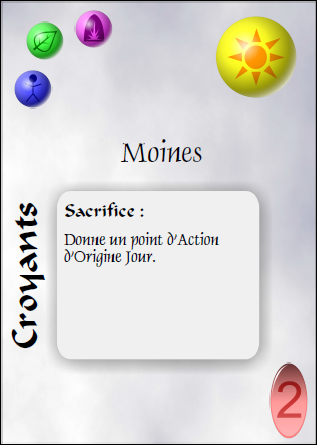 Moines
Croyants
Sacrifice :
Donne un point d'Action
d'Origine Jour.
2